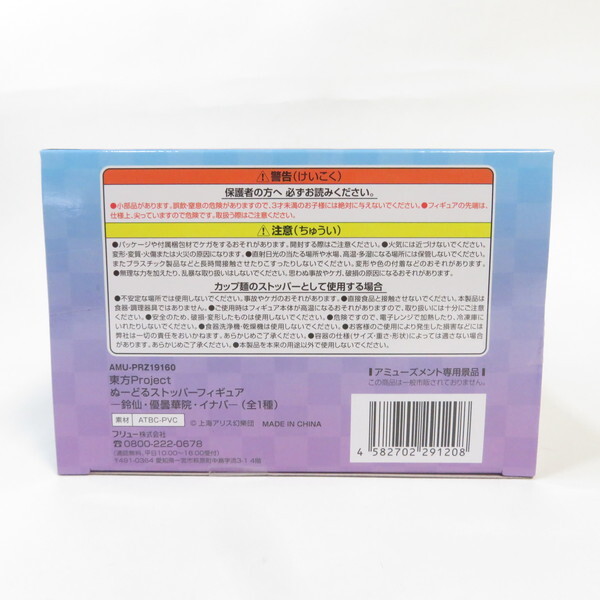 ⚠警告(けいこく)
保護者の方へ 必ずお読みください。
●小部品があります。誤飲・窒息の危険がありますので、3才未満のお子様には絶対に与えないでください。●フィギュアの先端は、
仕様上、尖っていますので危険です。取扱う際はご注意ください。
⚠注意(ちゅうい)
●パッケージや付属梱包材でケガをするおそれがあります。開封する際はご注意ください。●火気には近づけないでください。
変形・変質・火傷または火災の原因になります。●直射日光の当たる場所や水場、高温・多湿になる場所には保管しないでください。
またプラスチック製品などと長時間接触させたりこすったりしないでください。変形や色の付着などのおそれがあります。
●無理な力を加えたり、乱暴な取り扱いはしないでください。思わぬ事故やケガ、破損の原因になるおそれがあります。
カップ麺のストッパーとして使用する場合
●不安定な場所では使用しないでください。事故やケガのおそれがあります。●直接食品と接触させないでください。本製品は
食器・調理器具ではありません。●ご使用時はフィギュア本体が高温になるおそれがありますので、取り扱いには十分にご注意
ください。●安全のため、破損・変形したものは使用しないでください。●危険ですので、電子レンジで加熱したり、冷凍庫に
いれたりしないでください。●食器洗浄機・乾燥機は使用しないでください。●お客様のご使用により発生した損害などには
弊社は一切の責任をおいかねます。あらかじめご了承ください。●容器の仕様(サイズ・重さ・形状)によっては適さない場合が
あります。あらかじめご了承ください。●本製品を本来の用途以外で使用しないでください。
AMU-PRZ19160
東方Project
ぬーどるストッパーフィギュア
ー鈴仙・優曇華院・イナバー(全1種)
素材 ATBC-PVC
© 上海アリス幻樂団 MADE IN CHINA
フリュー株式会社
☎0800-222-0678
(通話無料、平日10:00〜16:00受付)
アミューズメント専用景品
この商品は一般市販されておりません。
4 582702 291208